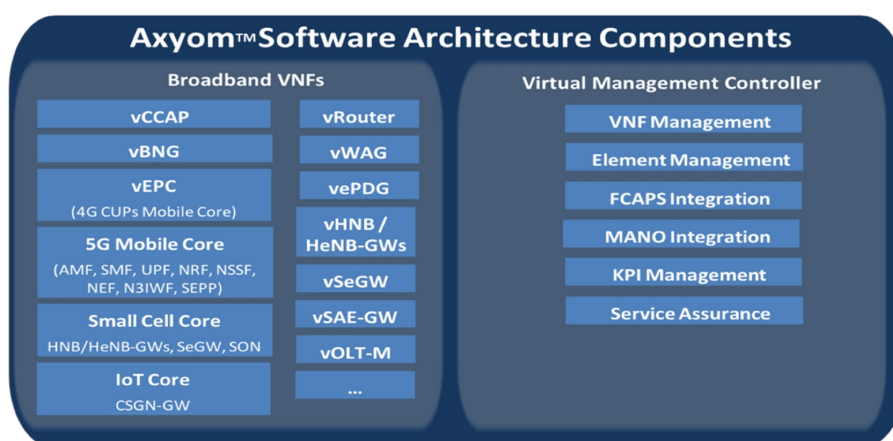 Axyom™Software Architecture Components
Broadband VNFs
vCCAP
vBNG
vEPC
(4G CUPs Mobile Core)
5G Mobile Core
(AMF, SMF, UPF, NRF, NSSF,
NEF, N3IWF, SEPP)
Small Cell Core
HNB/HeNB-GWs, SeGW, SON
IoT Core
CSGN-GW
vRouter
vWAG
vePDG
vHNB /
HeNB-GWs
vSeGW
vSAE-GW
vOLT-M
...
Virtual Management Controller
VNF Management
Element Management
FCAPS Integration
MANO Integration
KPI Management
Service Assurance